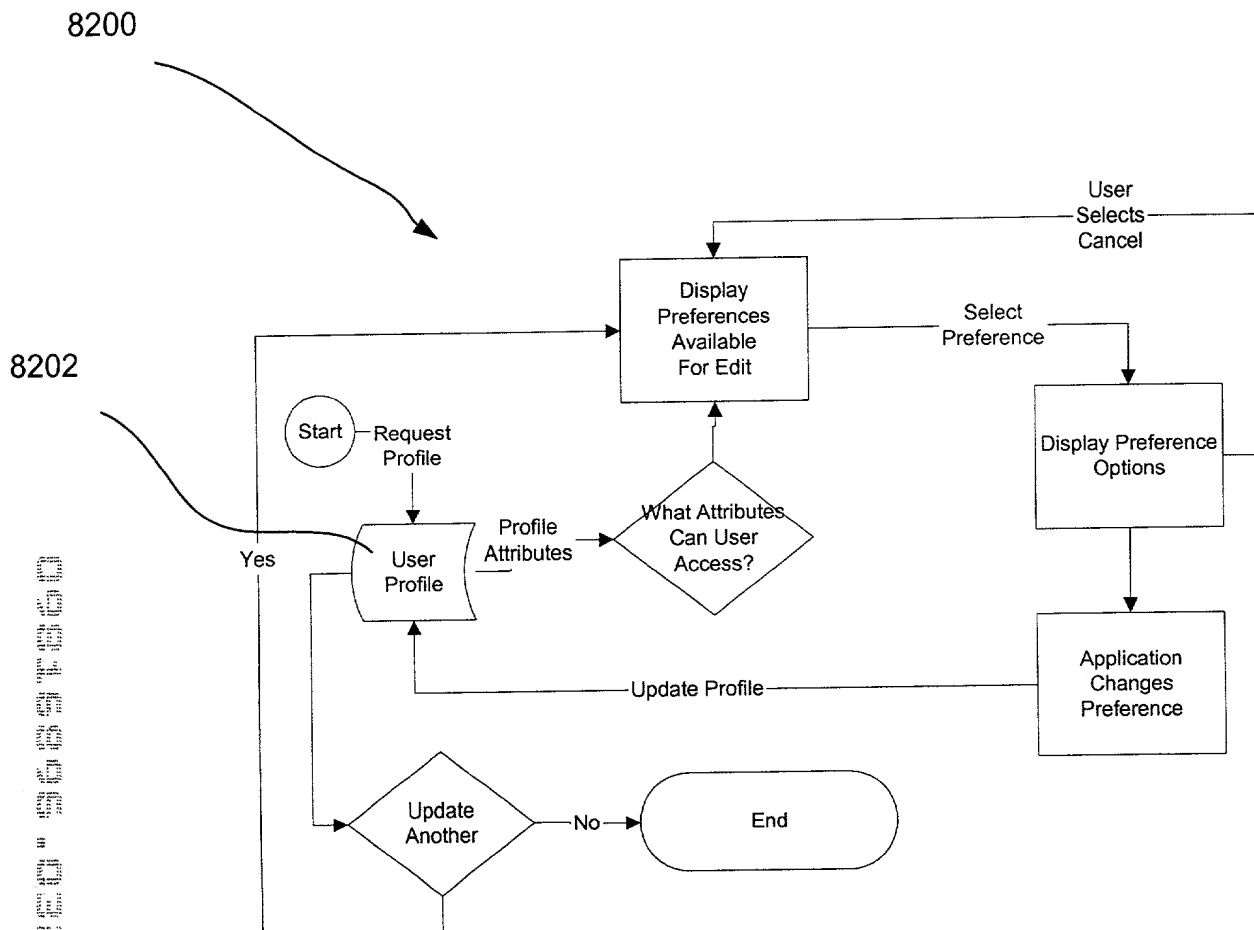 8200
User
Selects
Cancel
Display
Preferences
Available
For Edit
Select
Preference
8202
Start
Request
Profile
Display Preference
Options
What Attributes
Can User
Access?
Profile
Attributes
User
Profile
Yes
Application
Changes
Preference
Update Profile
Update
Another
No
End